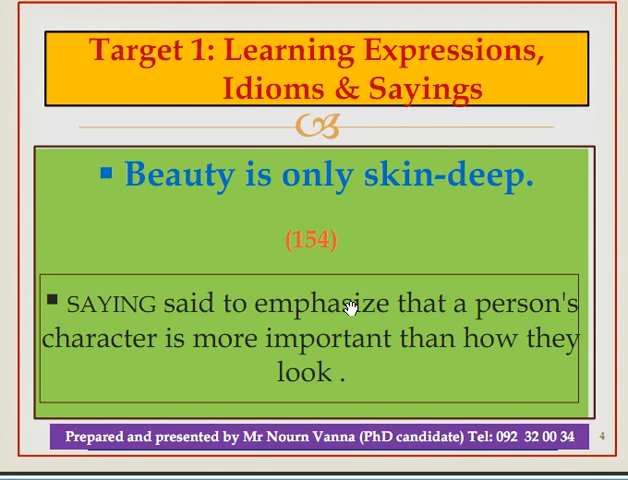 Target 1: Learning Expressions,
Idioms & Sayings
▪ Beauty is only skin-deep.
(154)
▪ SAYING said to emphasize that a person's
character is more important than how they
look .
Prepared and presented by Mr Nourn Vanna (PhD candidate) Tel: 092 32 00 34
4